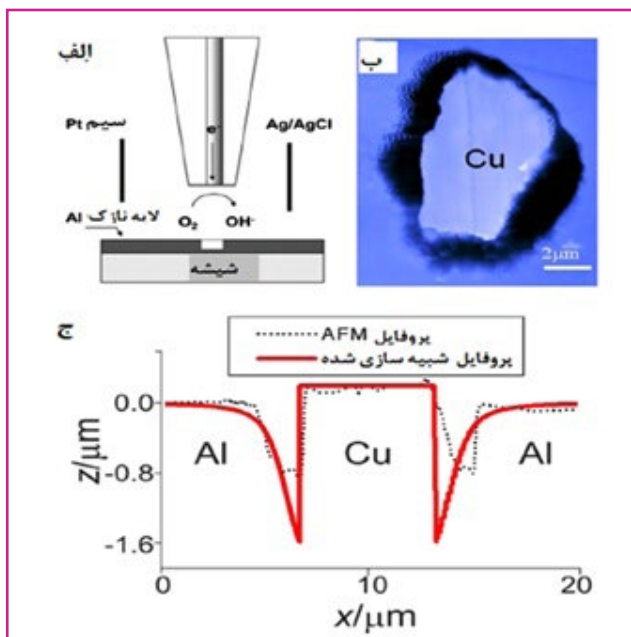 الف
سیم Pt
e⁻
Ag/AgCl
O₂ OH⁻
لایه نازک Al
شیشه
ب
Cu
2μm
ج
پروفایل AFM
پروفایل شبیه سازی شده
z/μm
0.0
-0.8
-1.6
Al Cu Al
0 10 20
x/μm